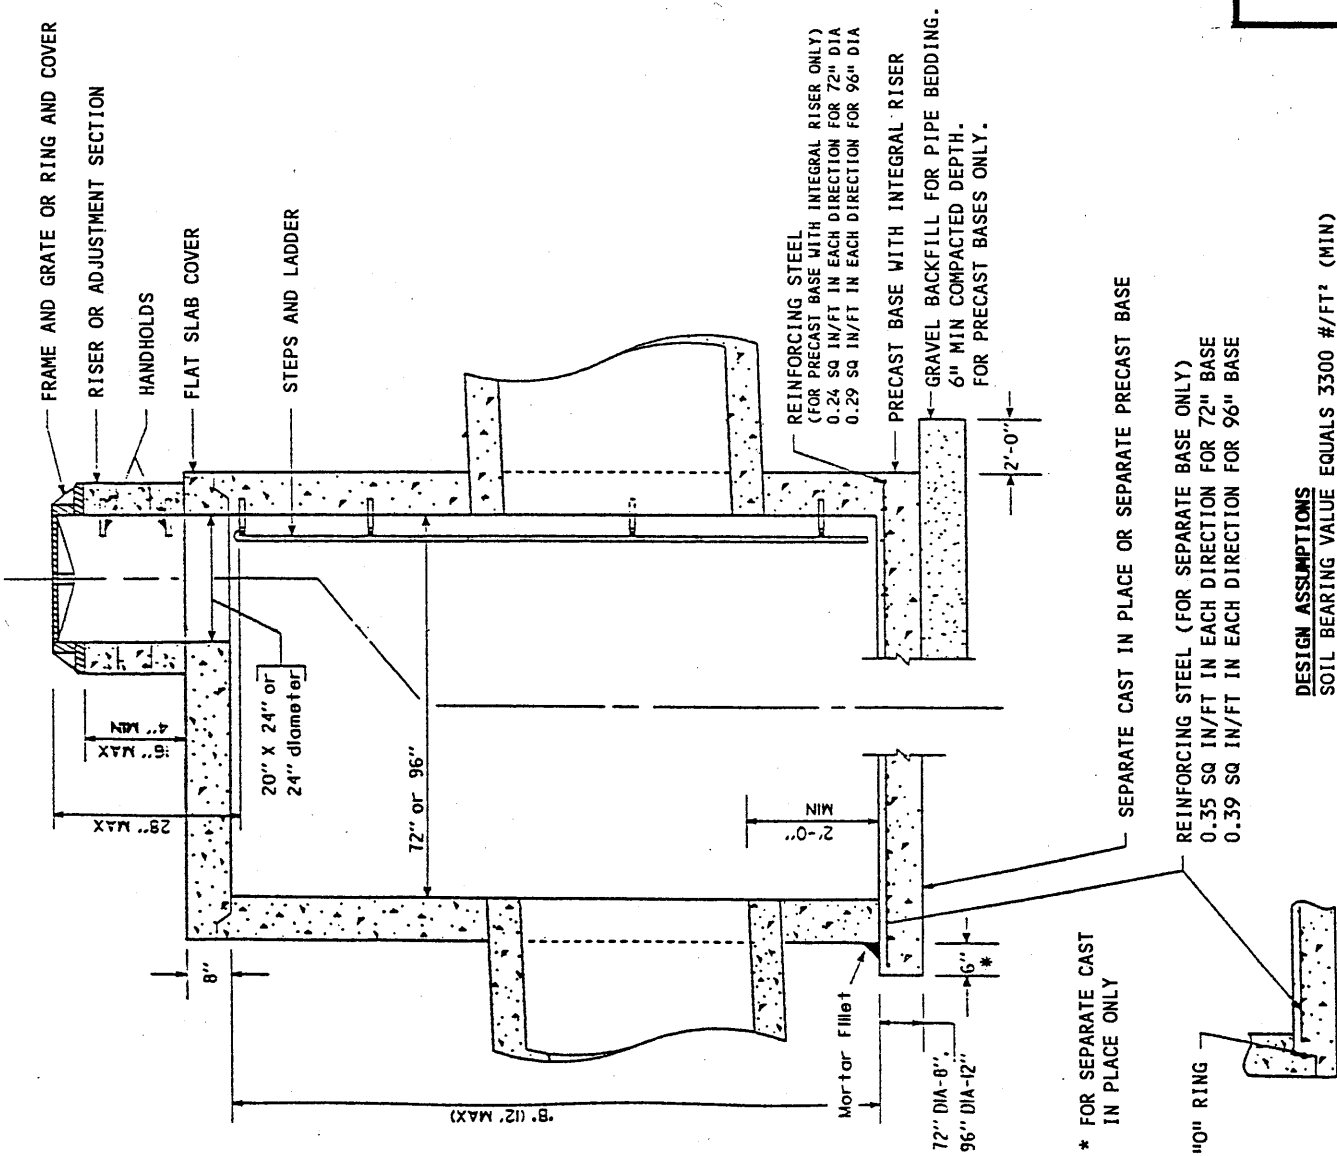 FRAME AND GRATE OR RING AND COVER
RISER OR ADJUSTMENT SECTION
HANDHOLDS
FLAT SLAB COVER
STEPS AND LADDER
REINFORCING STEEL
(FOR PRECAST BASE WITH INTEGRAL RISER ONLY)
0.24 SQ IN/FT IN EACH DIRECTION FOR 72" DIA
0.29 SQ IN/FT IN EACH DIRECTION FOR 96" DIA
PRECAST BASE WITH INTEGRAL RISER
GRAVEL BACKFILL FOR PIPE BEDDING.
6" MIN COMPACTED DEPTH.
FOR PRECAST BASES ONLY.
2'-0"
28" MAX
16" MAX
4" MIN
20" X 24" or
24" diameter
72" or 96"
8"
2'-0"
MIN
"B" (12' MAX)
Mortar Fillet
6"
*
72" DIA-8".
96" DIA-12"
SEPARATE CAST IN PLACE OR SEPARATE PRECAST BASE
REINFORCING STEEL (FOR SEPARATE BASE ONLY)
0.35 SQ IN/FT IN EACH DIRECTION FOR 72" BASE
0.39 SQ IN/FT IN EACH DIRECTION FOR 96" BASE
* FOR SEPARATE CAST
IN PLACE ONLY
"O" RING
DESIGN ASSUMPTIONS
SOIL BEARING VALUE EQUALS 3300 #/FT² (MIN)